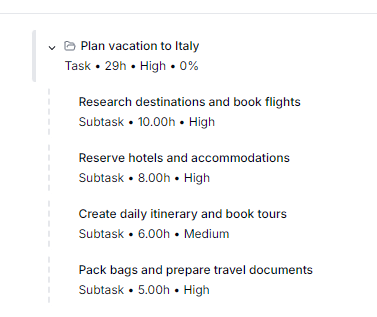 Plan vacation to Italy
Task • 29h • High • 0%
Research destinations and book flights
Subtask • 10.00h • High
Reserve hotels and accommodations
Subtask • 8.00h • High
Create daily itinerary and book tours
Subtask • 6.00h • Medium
Pack bags and prepare travel documents
Subtask • 5.00h • High